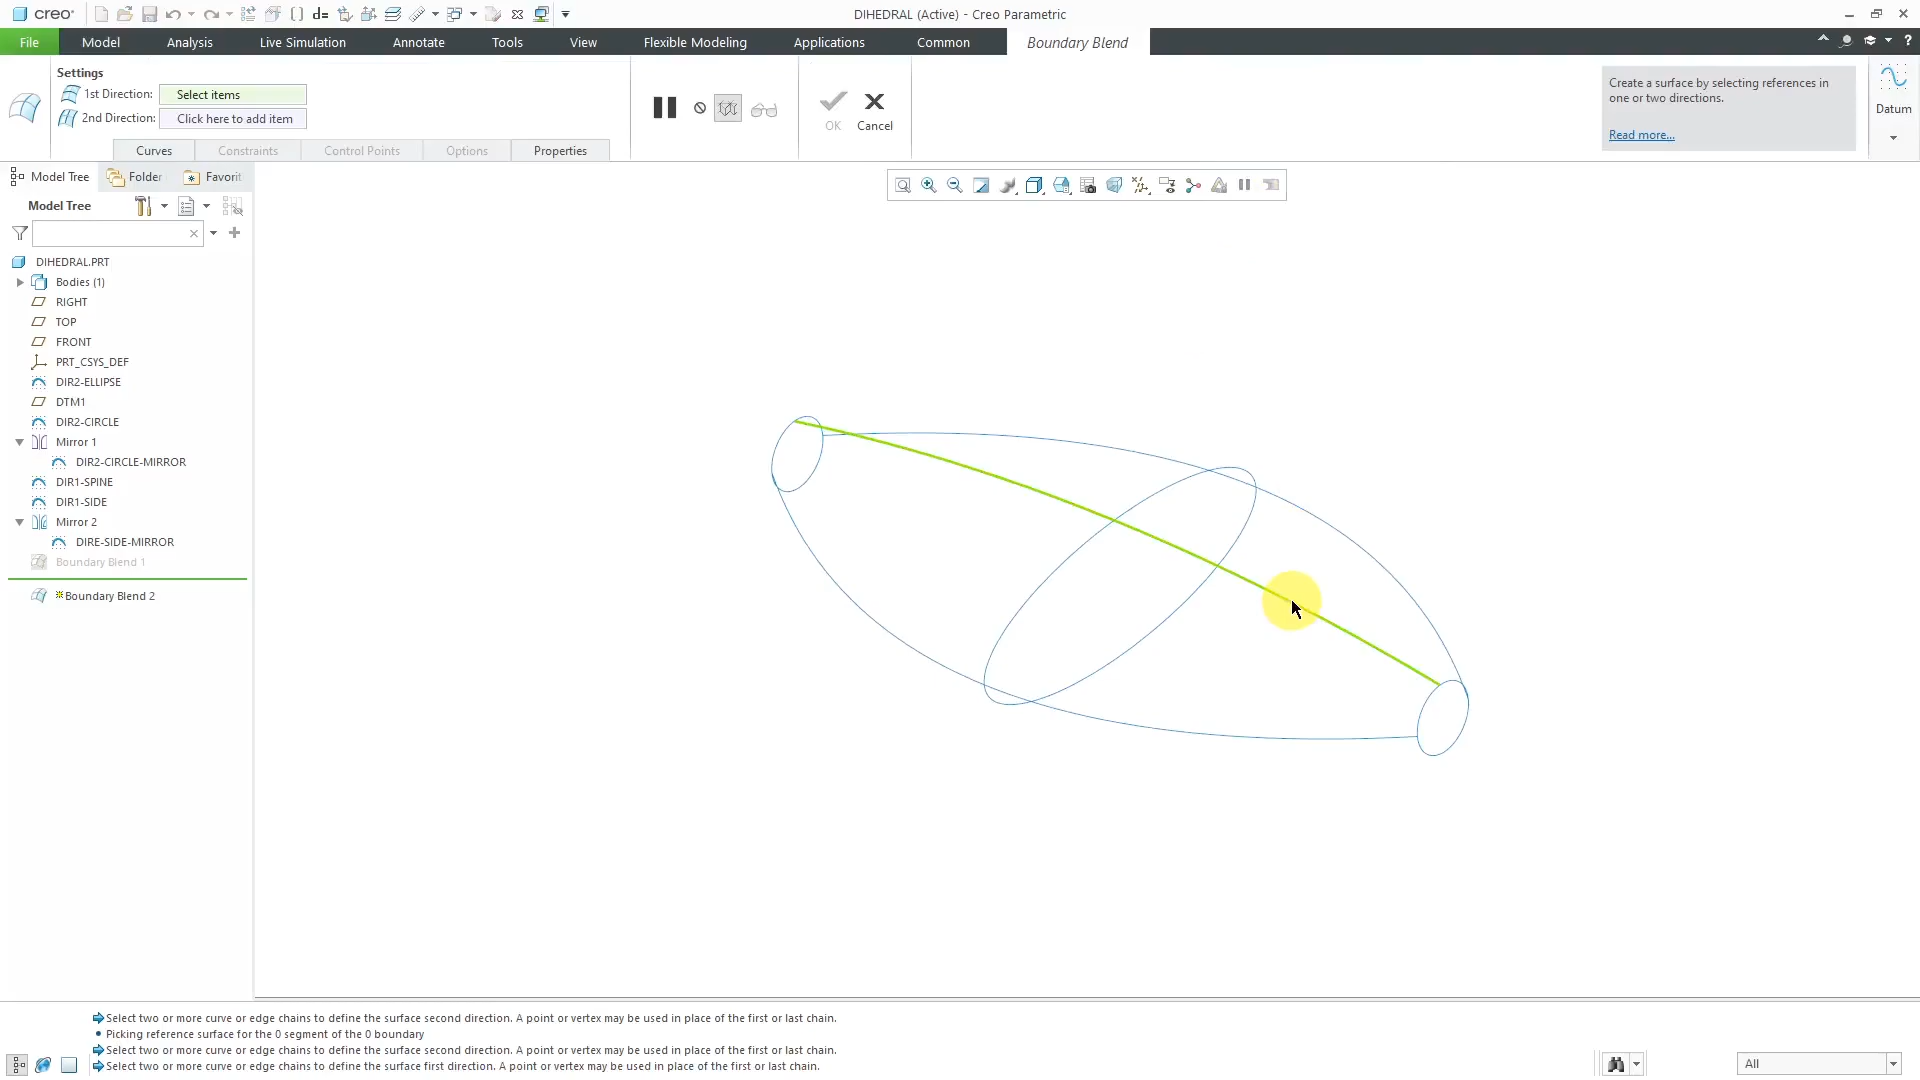 creo DIHEDRAL (Active) - Creo Parametric
File Model Analysis Live Simulation Annotate Tools View Flexible Modeling Applications Common Boundary Blend
Settings
1st Direction: Select items
2nd Direction: Click here to add item
OK Cancel
Create a surface by selecting references in
one or two directions.
Read more...
Datum
Curves Constraints Control Points Options Properties
Model Tree Folder Favorit
Model Tree
DIHEDRAL.PRT
Bodies (1)
RIGHT
TOP
FRONT
PRT_CSYS_DEF
DIR2-ELLIPSE
DTM1
DIR2-CIRCLE
Mirror 1
DIR2-CIRCLE-MIRROR
DIR1-SPINE
DIR1-SIDE
Mirror 2
DIRE-SIDE-MIRROR
Boundary Blend 1
Boundary Blend 2
Select two or more curve or edge chains to define the surface second direction. A point or vertex may be used in place of the first or last chain.
Picking reference surface for the 0 segment of the 0 boundary
Select two or more curve or edge chains to define the surface second direction. A point or vertex may be used in place of the first or last chain.
Select two or more curve or edge chains to define the surface first direction. A point or vertex may be used in place of the first or last chain.
All